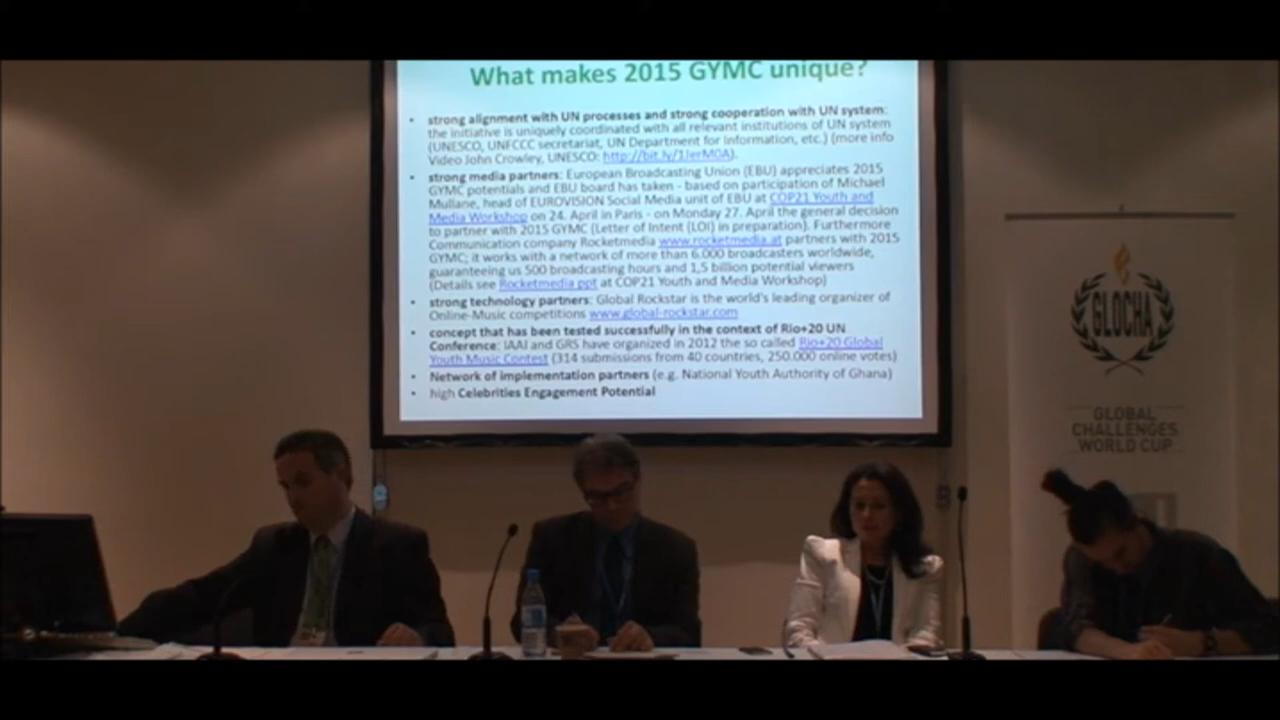 What makes 2015 GYMC unique?
• strong alignment with UN processes and strong cooperation with UN system:
the initiative is uniquely coordinated with all relevant institutions of UN system
(UNESCO, UNFCCC secretariat, UN Department for Information, etc.) (more info
Video John Crowley, UNESCO: http://bit.ly/1JerM0A).
• strong media partners: European Broadcasting Union (EBU) appreciates 2015
GYMC potentials and EBU board has taken - based on participation of Michael
Mullane, head of EUROVISION Social Media unit of EBU at COP21 Youth and
Media Workshop on 24. April in Paris - on Monday 27. April the general decision
to partner with 2015 GYMC (Letter of Intent (LOI) in preparation). Furthermore
Communication company Rocketmedia www.rocketmedia.at partners with 2015
GYMC; it works with a network of more than 6.000 broadcasters worldwide,
guaranteeing us 500 broadcasting hours and 1,5 billion potential viewers
(Details see Rocketmedia ppt at COP21 Youth and Media Workshop)
• strong technology partners: Global Rockstar is the world's leading organizer of
Online-Music competitions www.global-rockstar.com
• concept that has been tested successfully in the context of Rio+20 UN
Conference: IAAI and GRS have organized in 2012 the so called Rio+20 Global
Youth Music Contest (314 submissions from 40 countries, 250.000 online votes)
• Network of implementation partners (e.g. National Youth Authority of Ghana)
• high Celebrities Engagement Potential
GLOCHA
GLOBAL
CHALLENGES
WORLD CUP